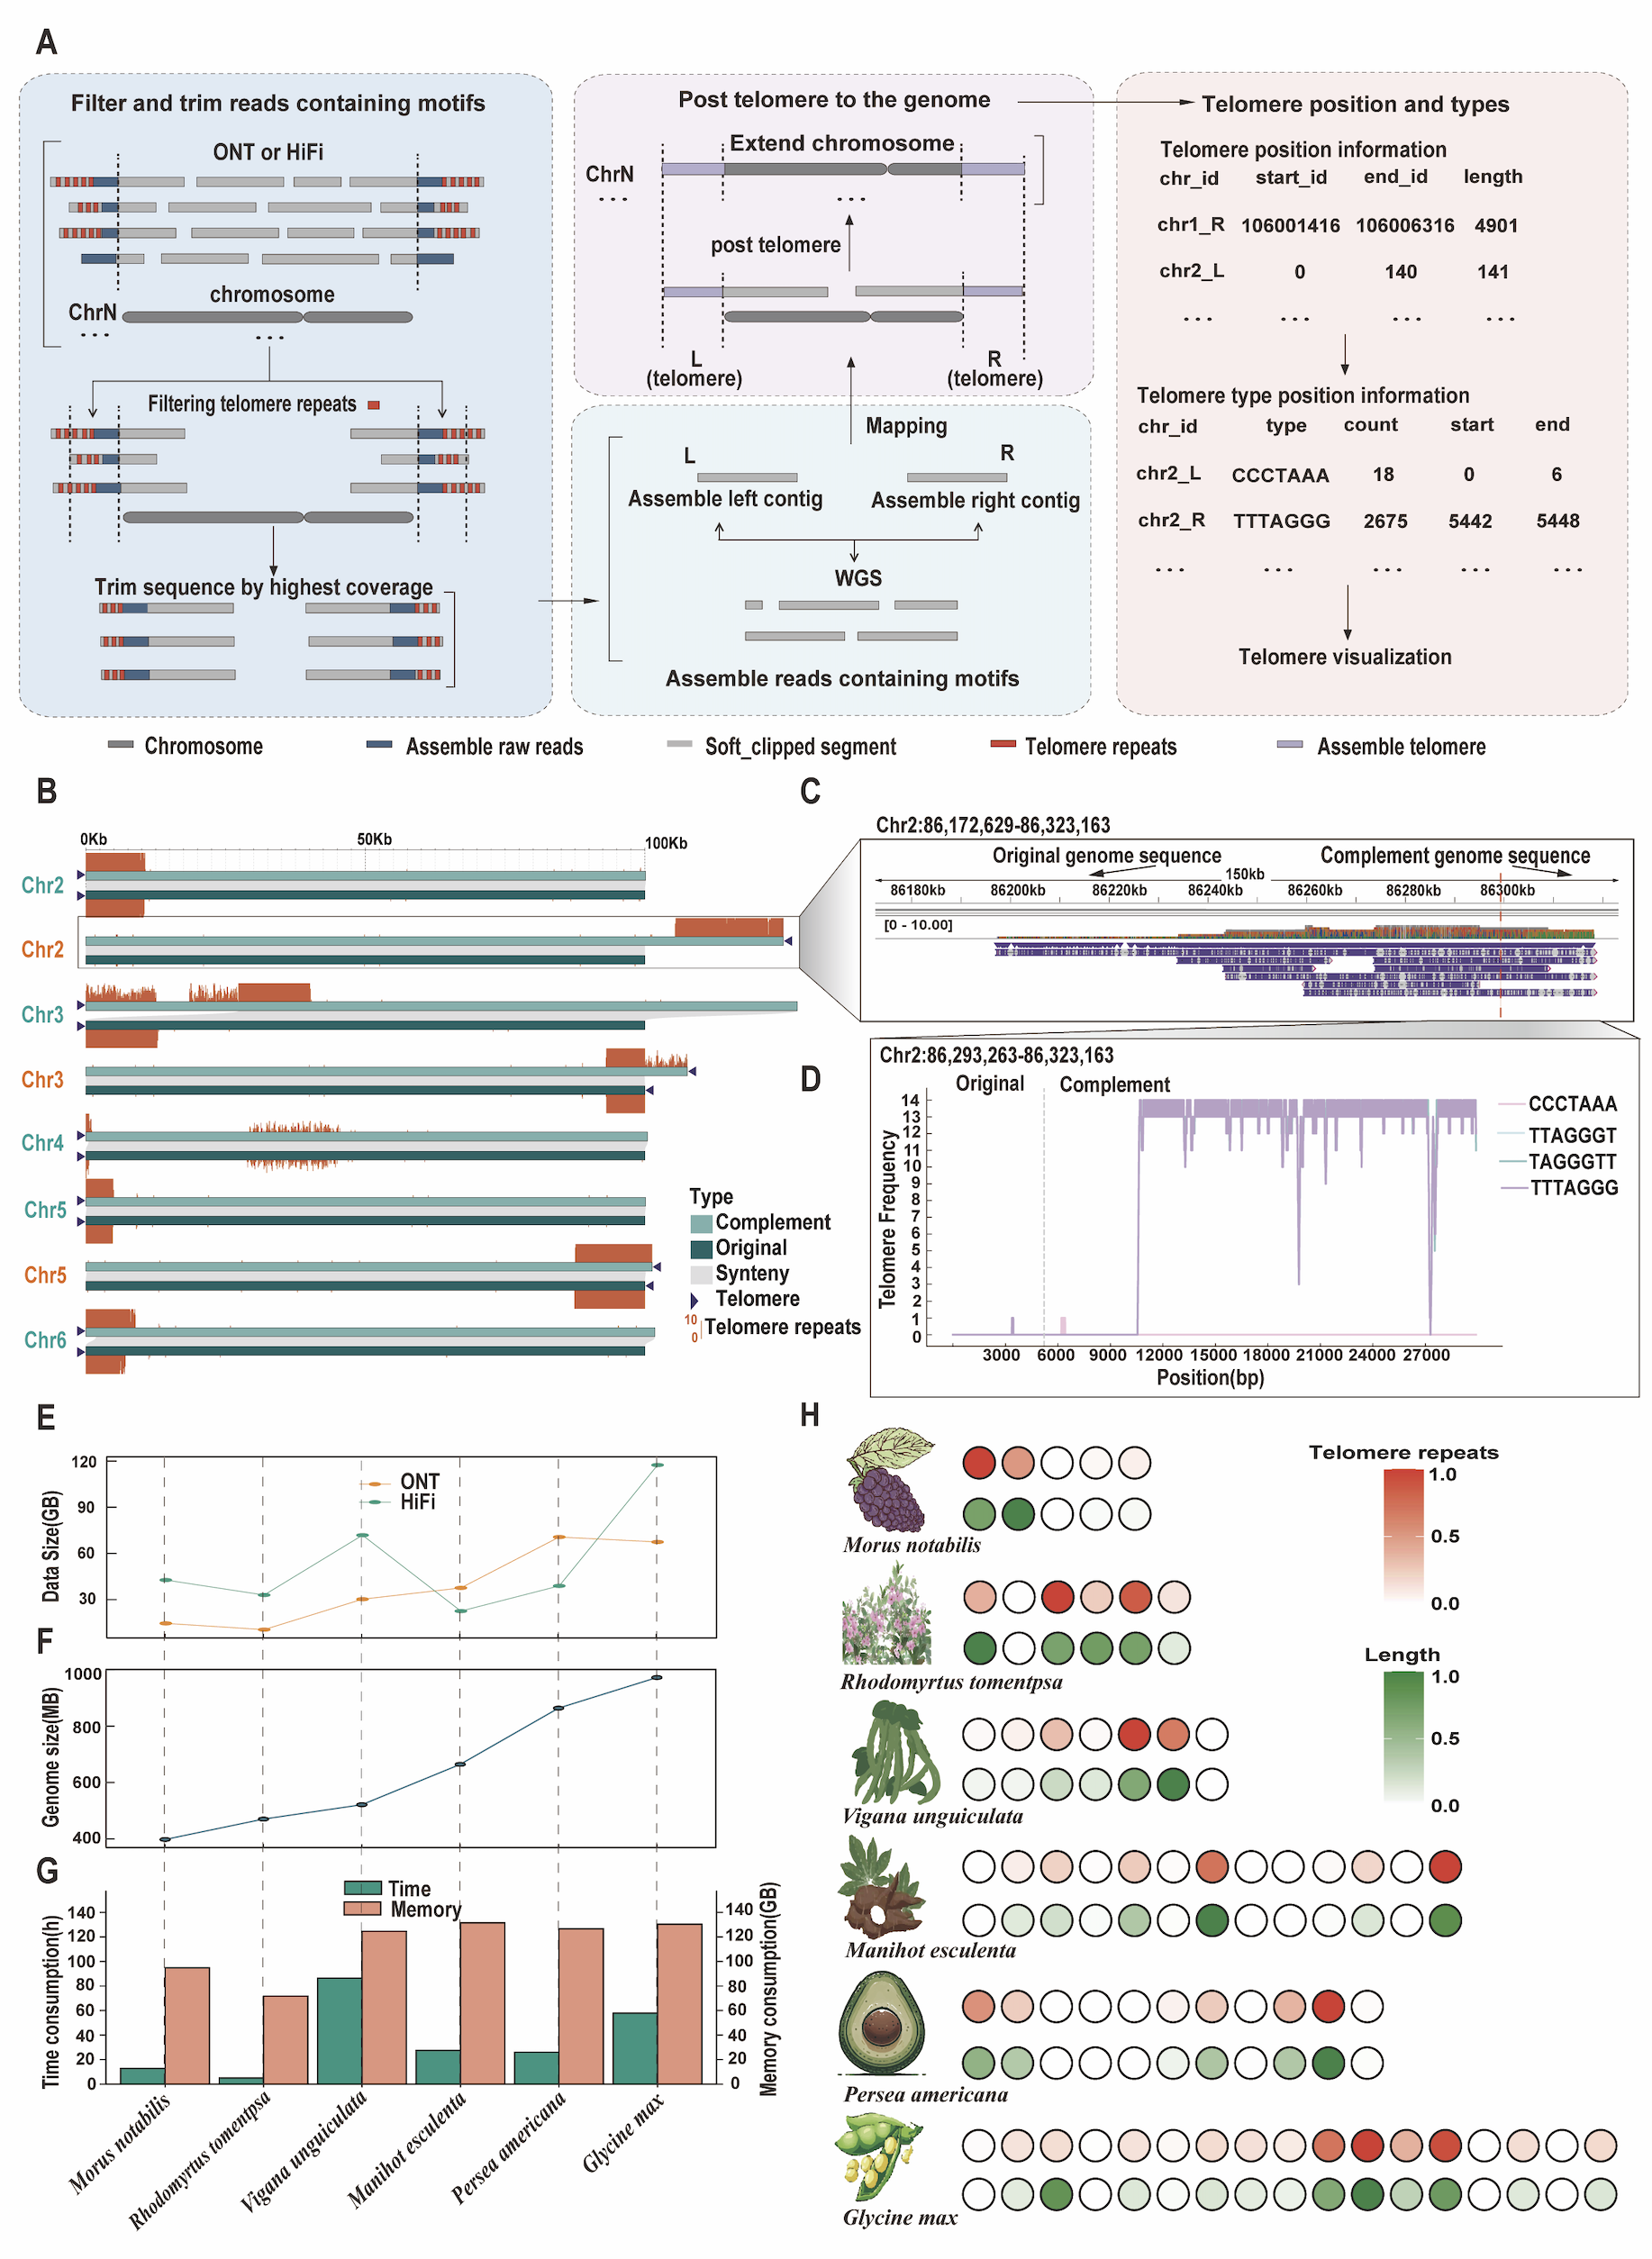 A
Filter and trim reads containing motifs
ONT or HiFi
chromosome
ChrN
...
...
Filtering telomere repeats
Trim sequence by highest coverage
Post telomere to the genome
Extend chromosome
ChrN
...
...
post telomere
L
(telomere)
R
(telomere)
Mapping
L
R
Assemble left contig
Assemble right contig
WGS
Assemble reads containing motifs
Telomere position and types
Telomere position information
chr_id start_id end_id length
chr1_R 106001416 106006316 4901
chr2_L 0 140 141
... ... ... ...
Telomere type position information
chr_id type count start end
chr2_L CCCTAAA 18 0 6
chr2_R TTTAGGG 2675 5442 5448
... ... ... ... ...
Telomere visualization
Chromosome
Assemble raw reads
Soft_clipped segment
Telomere repeats
Assemble telomere
B
0Kb 50Kb 100Kb
Chr2
Chr2
Chr3
Chr3
Chr4
Chr5
Chr5
Chr6
Type
Complement
Original
Synteny
Telomere
10
0
Telomere repeats
C
Chr2:86,172,629-86,323,163
Original genome sequence
Complement genome sequence
150kb
86180kb 86200kb 86220kb 86240kb 86260kb 86280kb 86300kb
[0 - 10.00]
D
Chr2:86,293,263-86,323,163
Original
Complement
Telomere Frequency
14
13
12
11
10
9
8
7
6
5
4
3
2
1
0
3000 6000 9000 12000 15000 18000 21000 24000 27000
Position(bp)
CCCTAAA
TTAGGGT
TAGGGTT
TTTAGGG
E
Data Size(GB)
120
90
60
30
ONT
HiFi
F
Genome size(MB)
1000
800
600
400
G
Time consumption(h)
140
120
100
80
60
40
20
0
Time
Memory
140
120
100
80
60
40
20
0
Memory consumption(GB)
Morus notabilis
Rhodomyrtus tomentpsa
Vigana unguiculata
Manihot esculenta
Persea americana
Glycine max
H
Morus notabilis
Rhodomyrtus tomentpsa
Vigana unguiculata
Manihot esculenta
Persea americana
Glycine max
Telomere repeats
1.0
0.5
0.0
Length
1.0
0.5
0.0